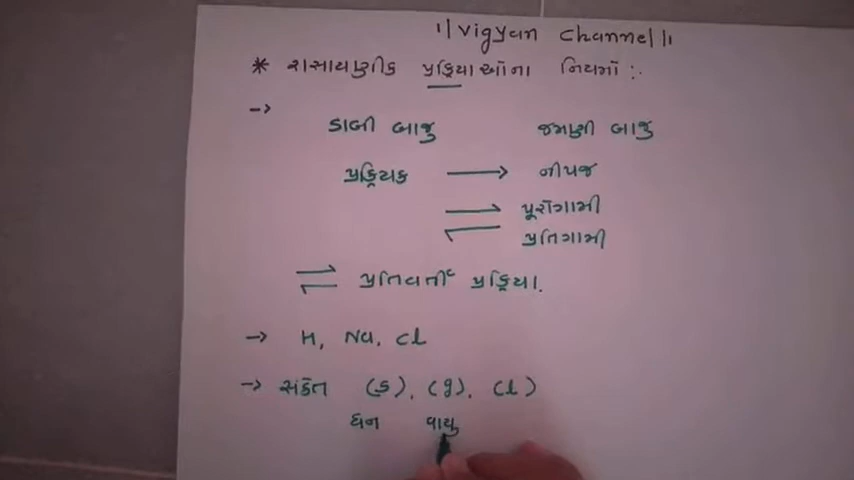 "Vigyan Channel"
* રાસાયણીક પ્રક્રિયાઓના નિયમો :-
→ ડાબી બાજુ જમણી બાજુ
પ્રક્રિયક → નીપજ
⇌ પૂરોગામી
પ્રતિગામી
⇌ પ્રતિવર્તી પ્રક્રિયા.
→ H, Na, Cl
→ સંકેત (s), (g), (l)
ઘન વાયુ